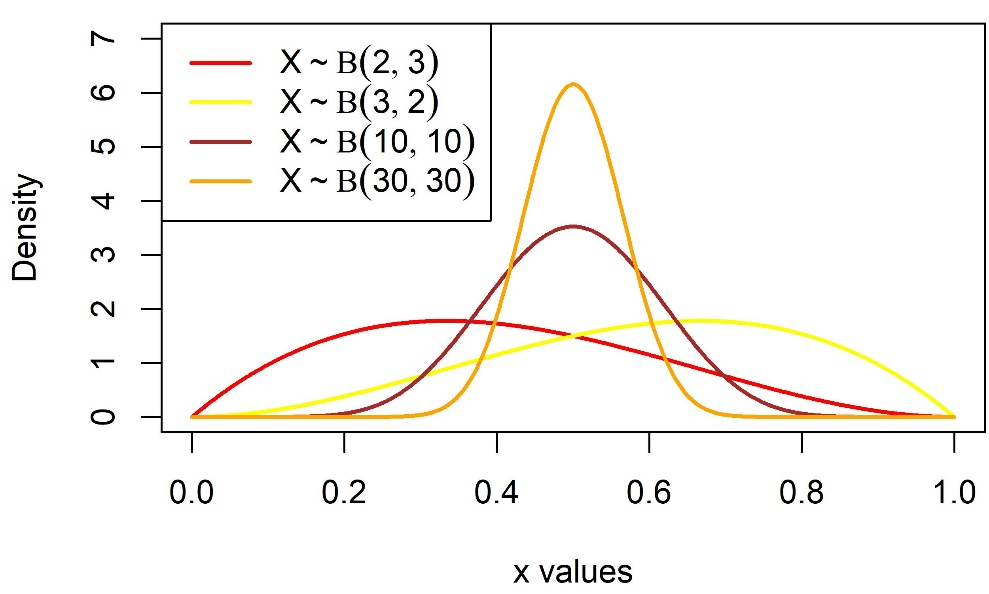 7
6
5
4
3
2
1
0
Density
X ~ Β(2, 3)
X ~ Β(3, 2)
X ~ Β(10, 10)
X ~ Β(30, 30)
0.0 0.2 0.4 0.6 0.8 1.0
x values